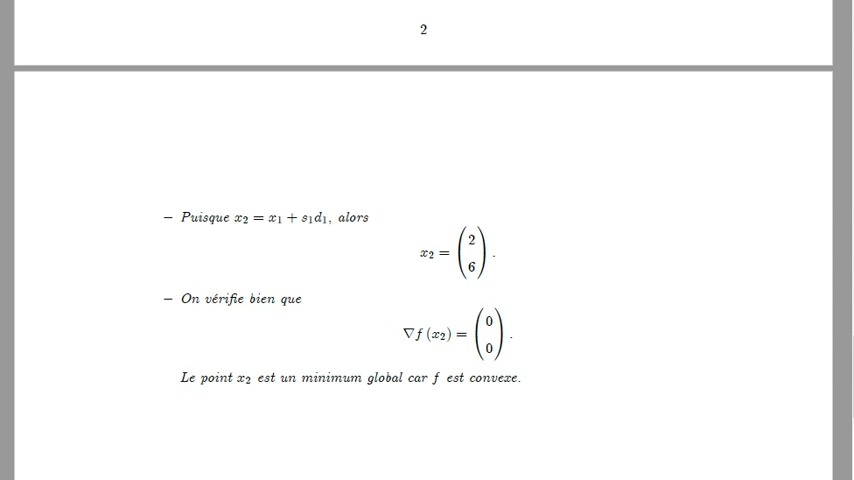 2
– Puisque x₂ = x₁ + s₁d₁, alors
x₂ = (2
6) .
– On vérifie bien que
∇f (x₂) = (0
0) .
Le point x₂ est un minimum global car f est convexe.